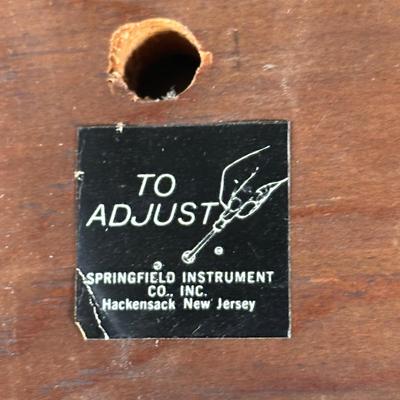 TO
ADJUST
SPRINGFIELD INSTRUMENT
CO., INC.
Hackensack New Jersey